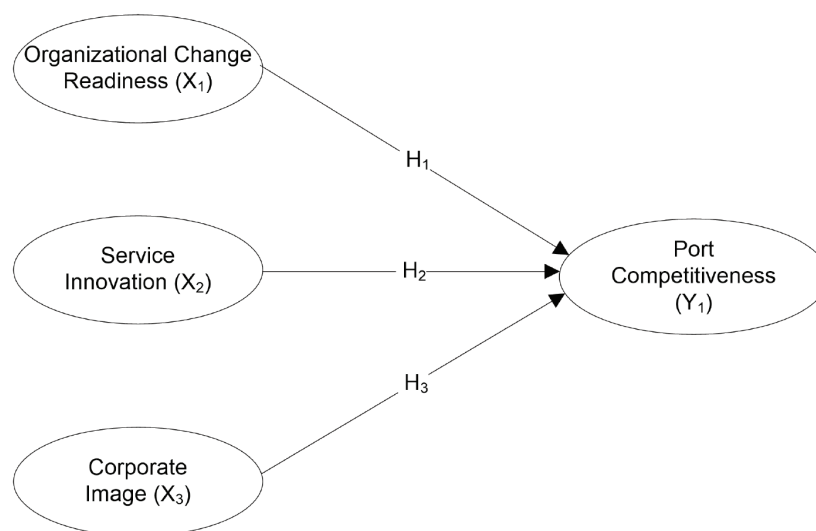 Organizational Change
Readiness (X₁)
H₁
Service
Innovation (X₂)
H₂
Port
Competitiveness
(Y₁)
H₃
Corporate
Image (X₃)